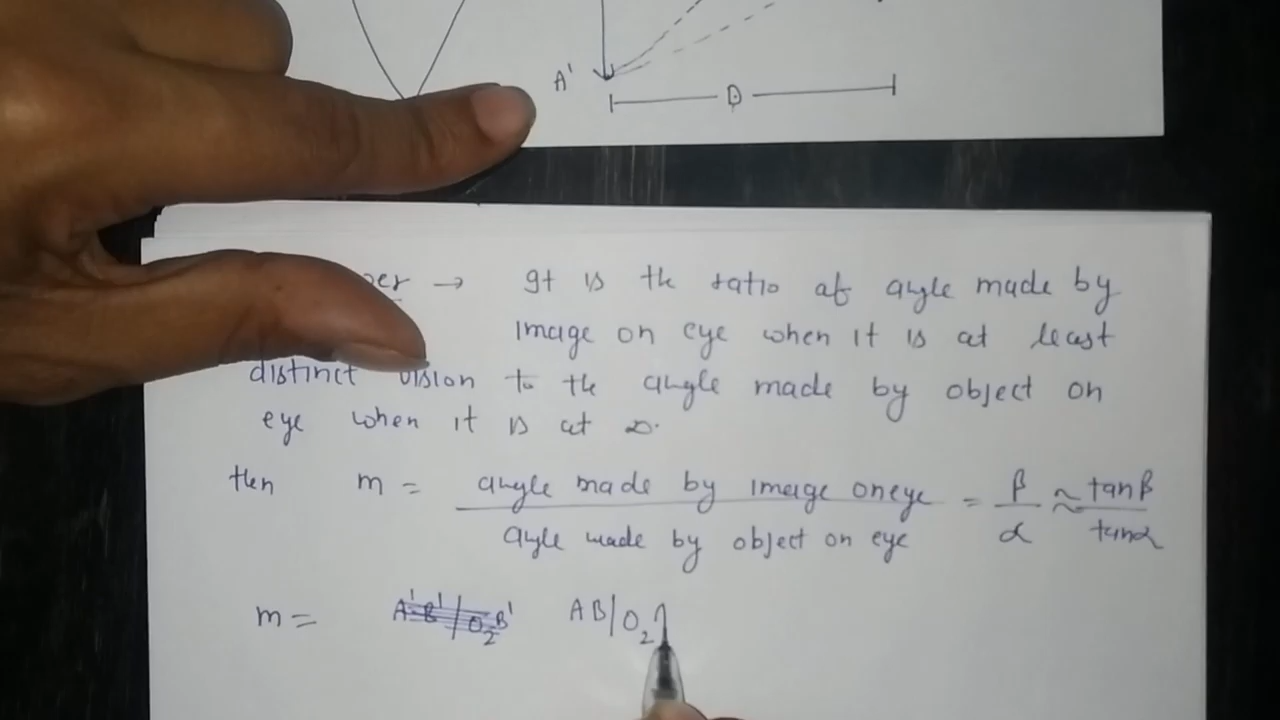 A'
D
per → It is the ratio of angle made by
image on eye when it is at least
distinct vision to the angle made by object on
eye when it is at ∞.
then m = angle made by image on eye = β ≈ tanβ
agle made by object on eye α tanα
m = A'B'/O₂B' AB/O₂